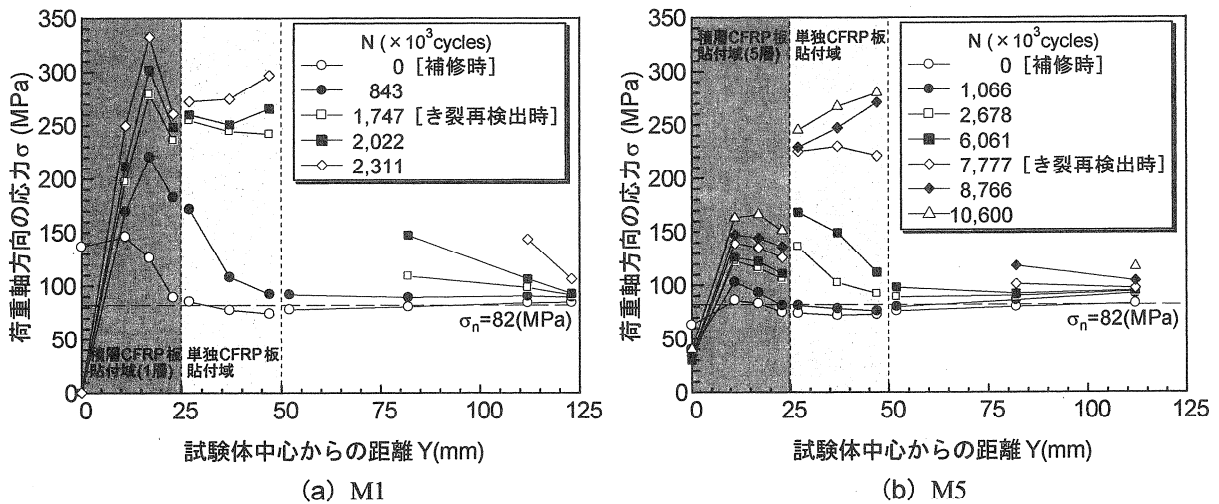 350
300
250
200
150
100
50
0
荷重軸方向の応力σ (MPa)
N (×10³cycles)
0 [補修時]
843
1,747 [き裂再検出時]
2,022
2,311
σn=82(MPa)
積層CFRP板
貼付域(1層)
単独CFRP板
貼付域
0 25 50 75 100 125
試験体中心からの距離 Y(mm)
(a) M1
350
300
250
200
150
100
50
0
荷重軸方向の応力σ (MPa)
積層CFRP板
貼付域(5層)
単独CFRP板
貼付域
N (×10³cycles)
0 [補修時]
1,066
2,678
6,061
7,777 [き裂再検出時]
8,766
10,600
σn=82(MPa)
0 25 50 75 100 125
試験体中心からの距離 Y(mm)
(b) M5